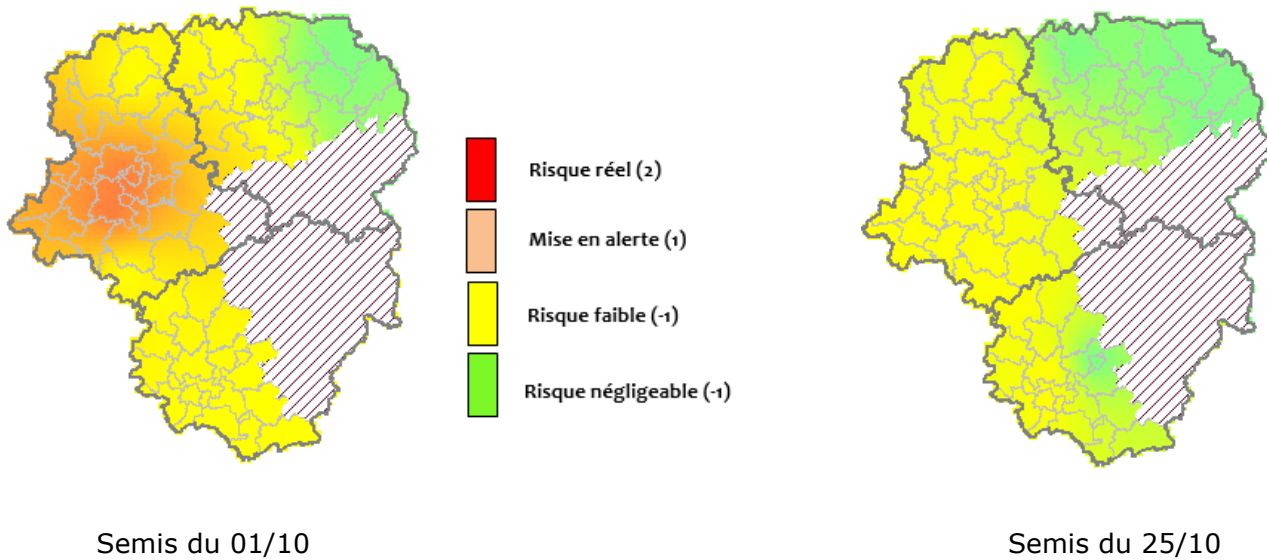 Risque réel (2)
Mise en alerte (1)
Risque faible (-1)
Risque négligeable (-1)
Semis du 01/10
Semis du 25/10